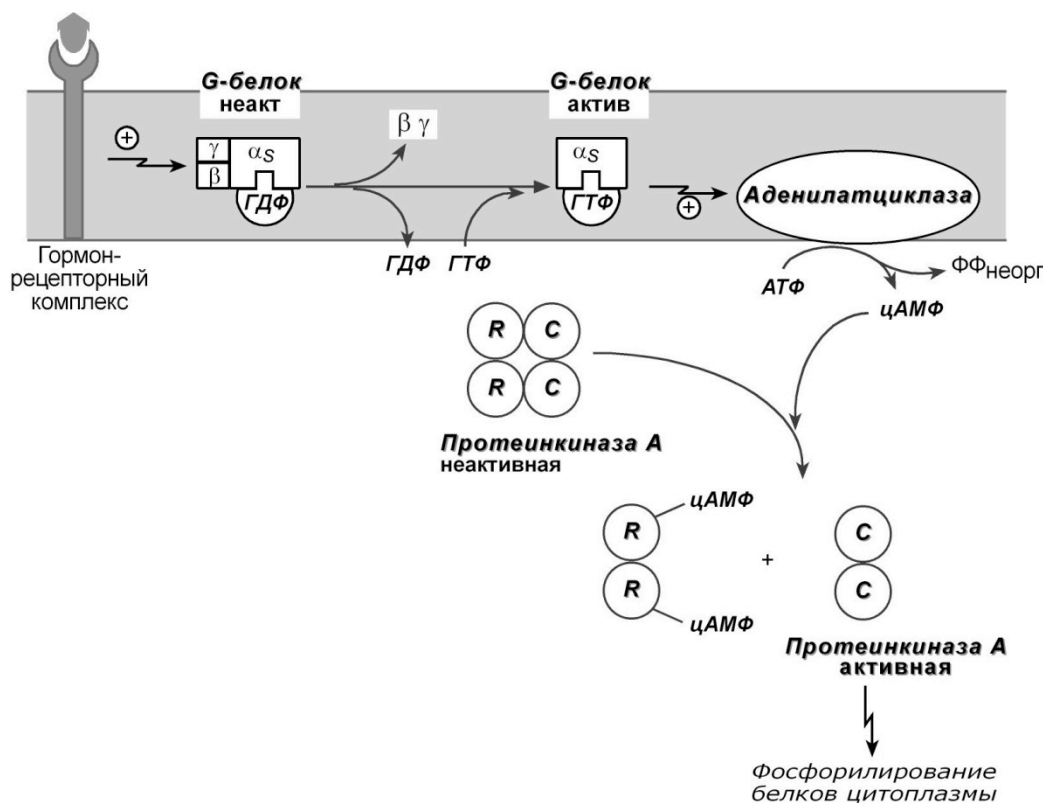 G-белок
неакт
G-белок
актив
β γ
γ
β
αs
ГДФ
αs
ГТФ
Аденилатциклаза
Гормон-
рецепторный
комплекс
ГДФ
ГТФ
АТФ
ФФнеорг
цАМФ
R
C
R
C
Протеинкиназа А
неактивная
R
цАМФ
R
цАМФ
+
C
C
Протеинкиназа А
активная
Фосфорилирование
белков цитоплазмы